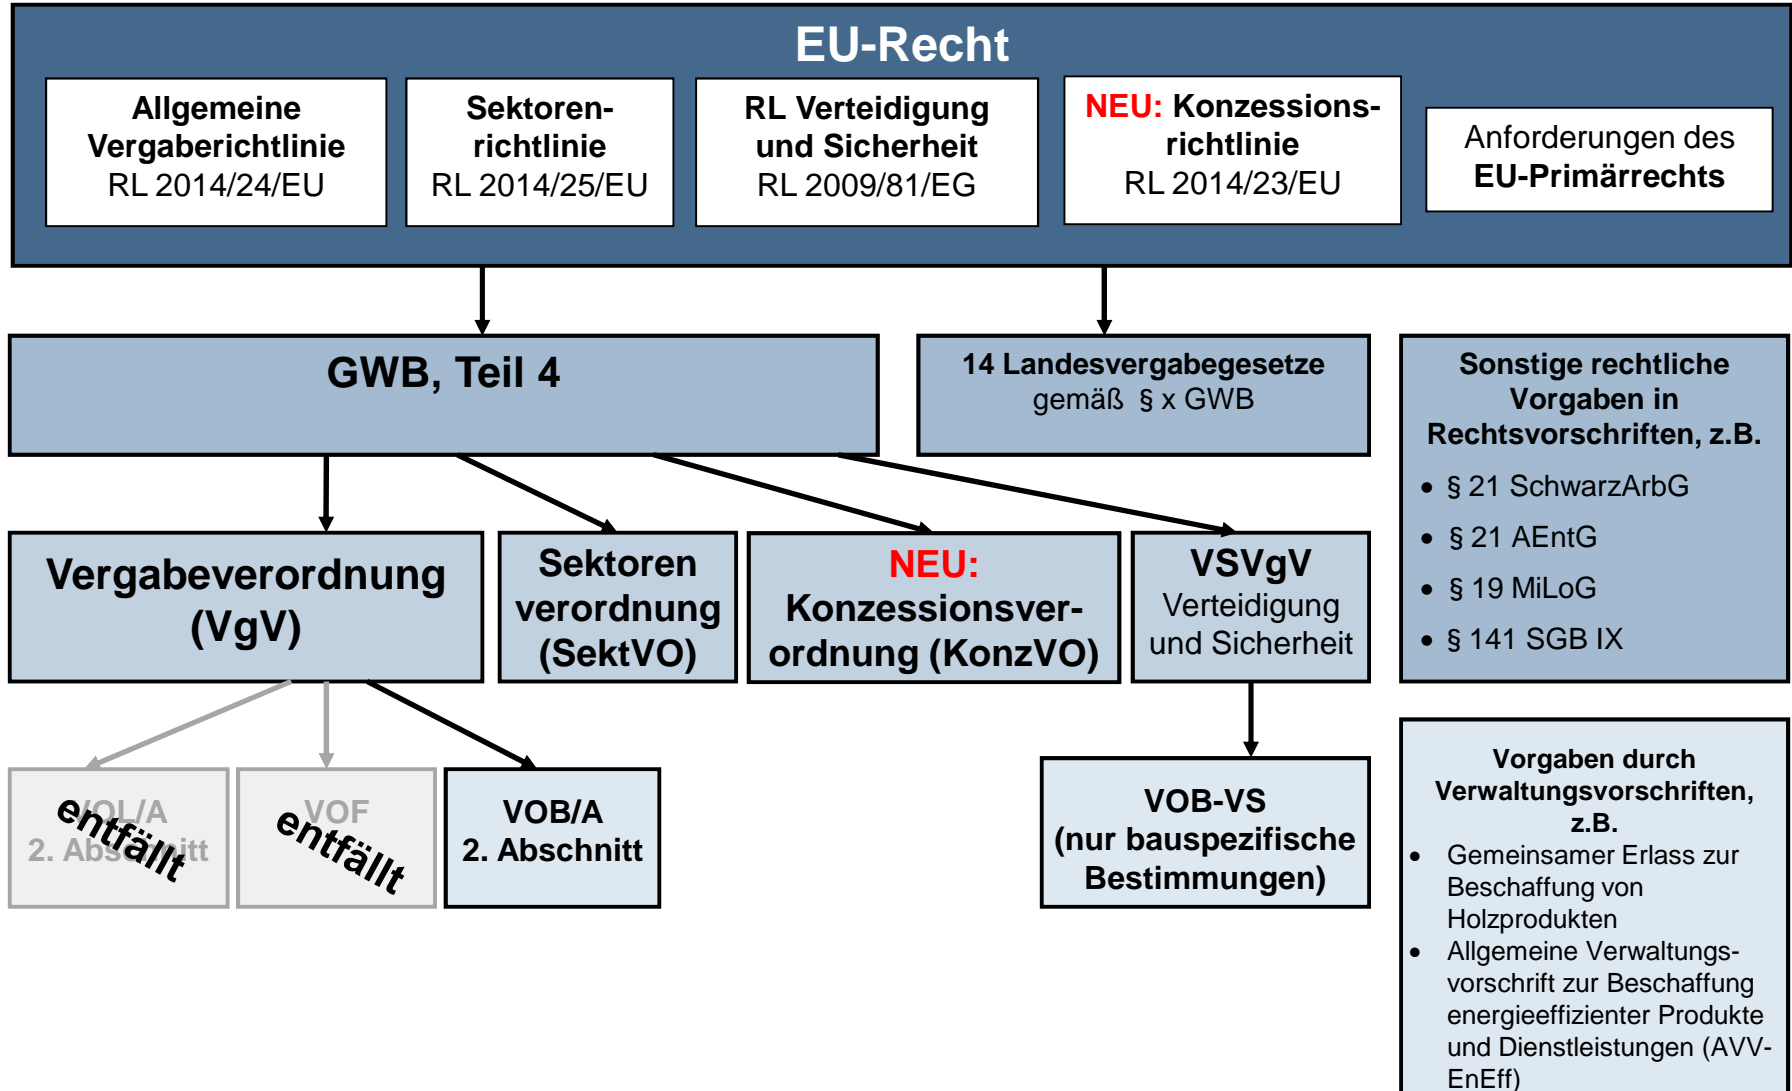 EU-Recht
Allgemeine
Vergaberichtlinie
RL 2014/24/EU
Sektoren-
richtlinie
RL 2014/25/EU
RL Verteidigung
und Sicherheit
RL 2009/81/EG
NEU: Konzessions-
richtlinie
RL 2014/23/EU
Anforderungen des
EU-Primärrechts
GWB, Teil 4
14 Landesvergabegesetze
gemäß § x GWB
Sonstige rechtliche
Vorgaben in
Rechtsvorschriften, z.B.
• § 21 SchwarzArbG
• § 21 AEntG
• § 19 MiLoG
• § 141 SGB IX
Vergabeverordnung
(VgV)
Sektoren
verordnung
(SektVO)
NEU:
Konzessionsver-
ordnung (KonzVO)
VSVgV
Verteidigung
und Sicherheit
VOL/A
2. Abschnitt
entfällt
VOF
entfällt
VOB/A
2. Abschnitt
VOB-VS
(nur bauspezifische
Bestimmungen)
Vorgaben durch
Verwaltungsvorschriften,
z.B.
• Gemeinsamer Erlass zur
Beschaffung von
Holzprodukten
• Allgemeine Verwaltungs-
vorschrift zur Beschaffung
energieeffizienter Produkte
und Dienstleistungen (AVV-
EnEff)